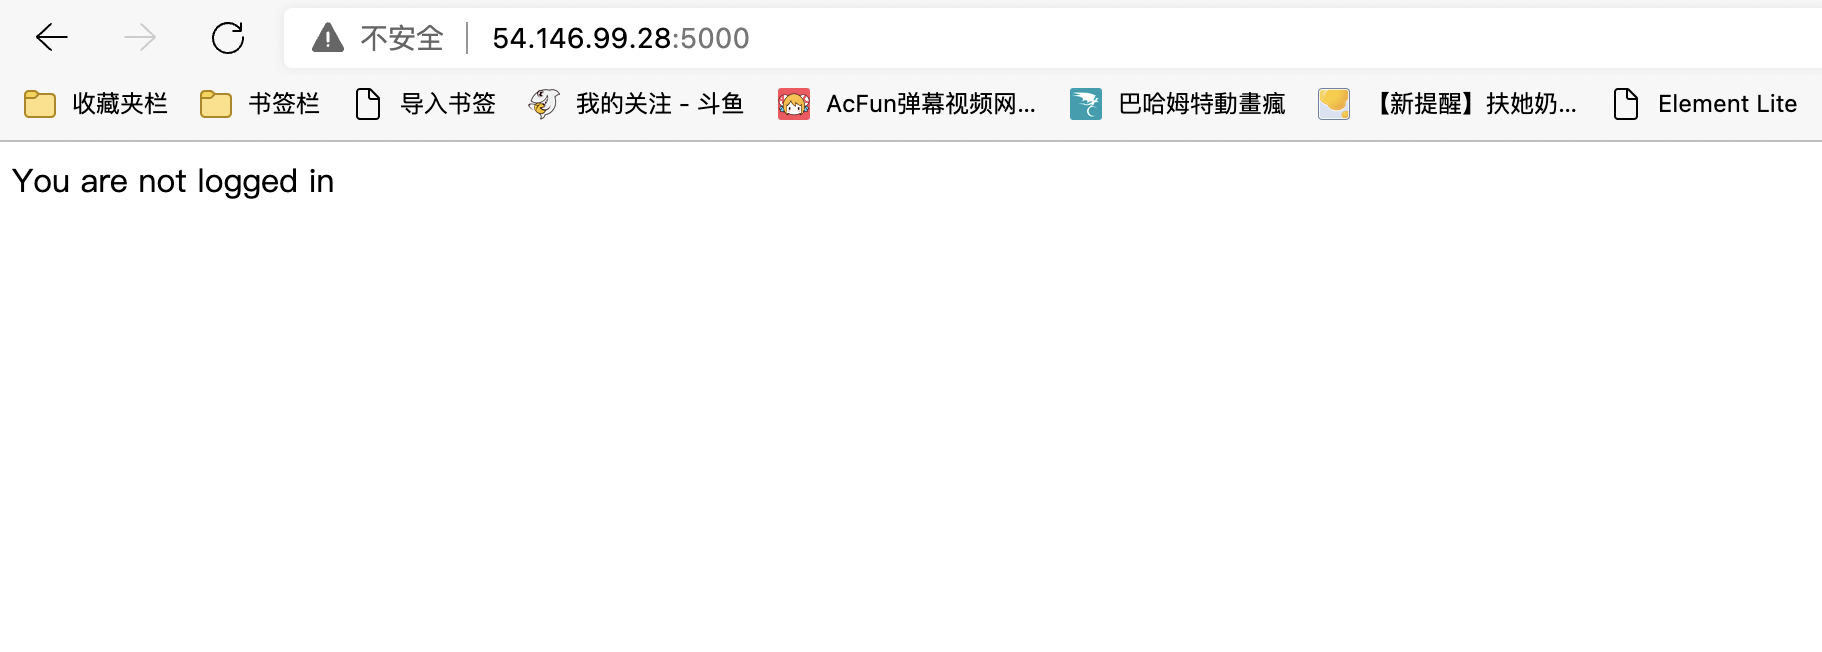 不安全 54.146.99.28:5000
收藏夹栏 书签栏 导入书签 我的关注 - 斗鱼 AcFun弹幕视频网... 巴哈姆特動畫瘋 【新提醒】扶她奶... Element Lite
You are not logged in